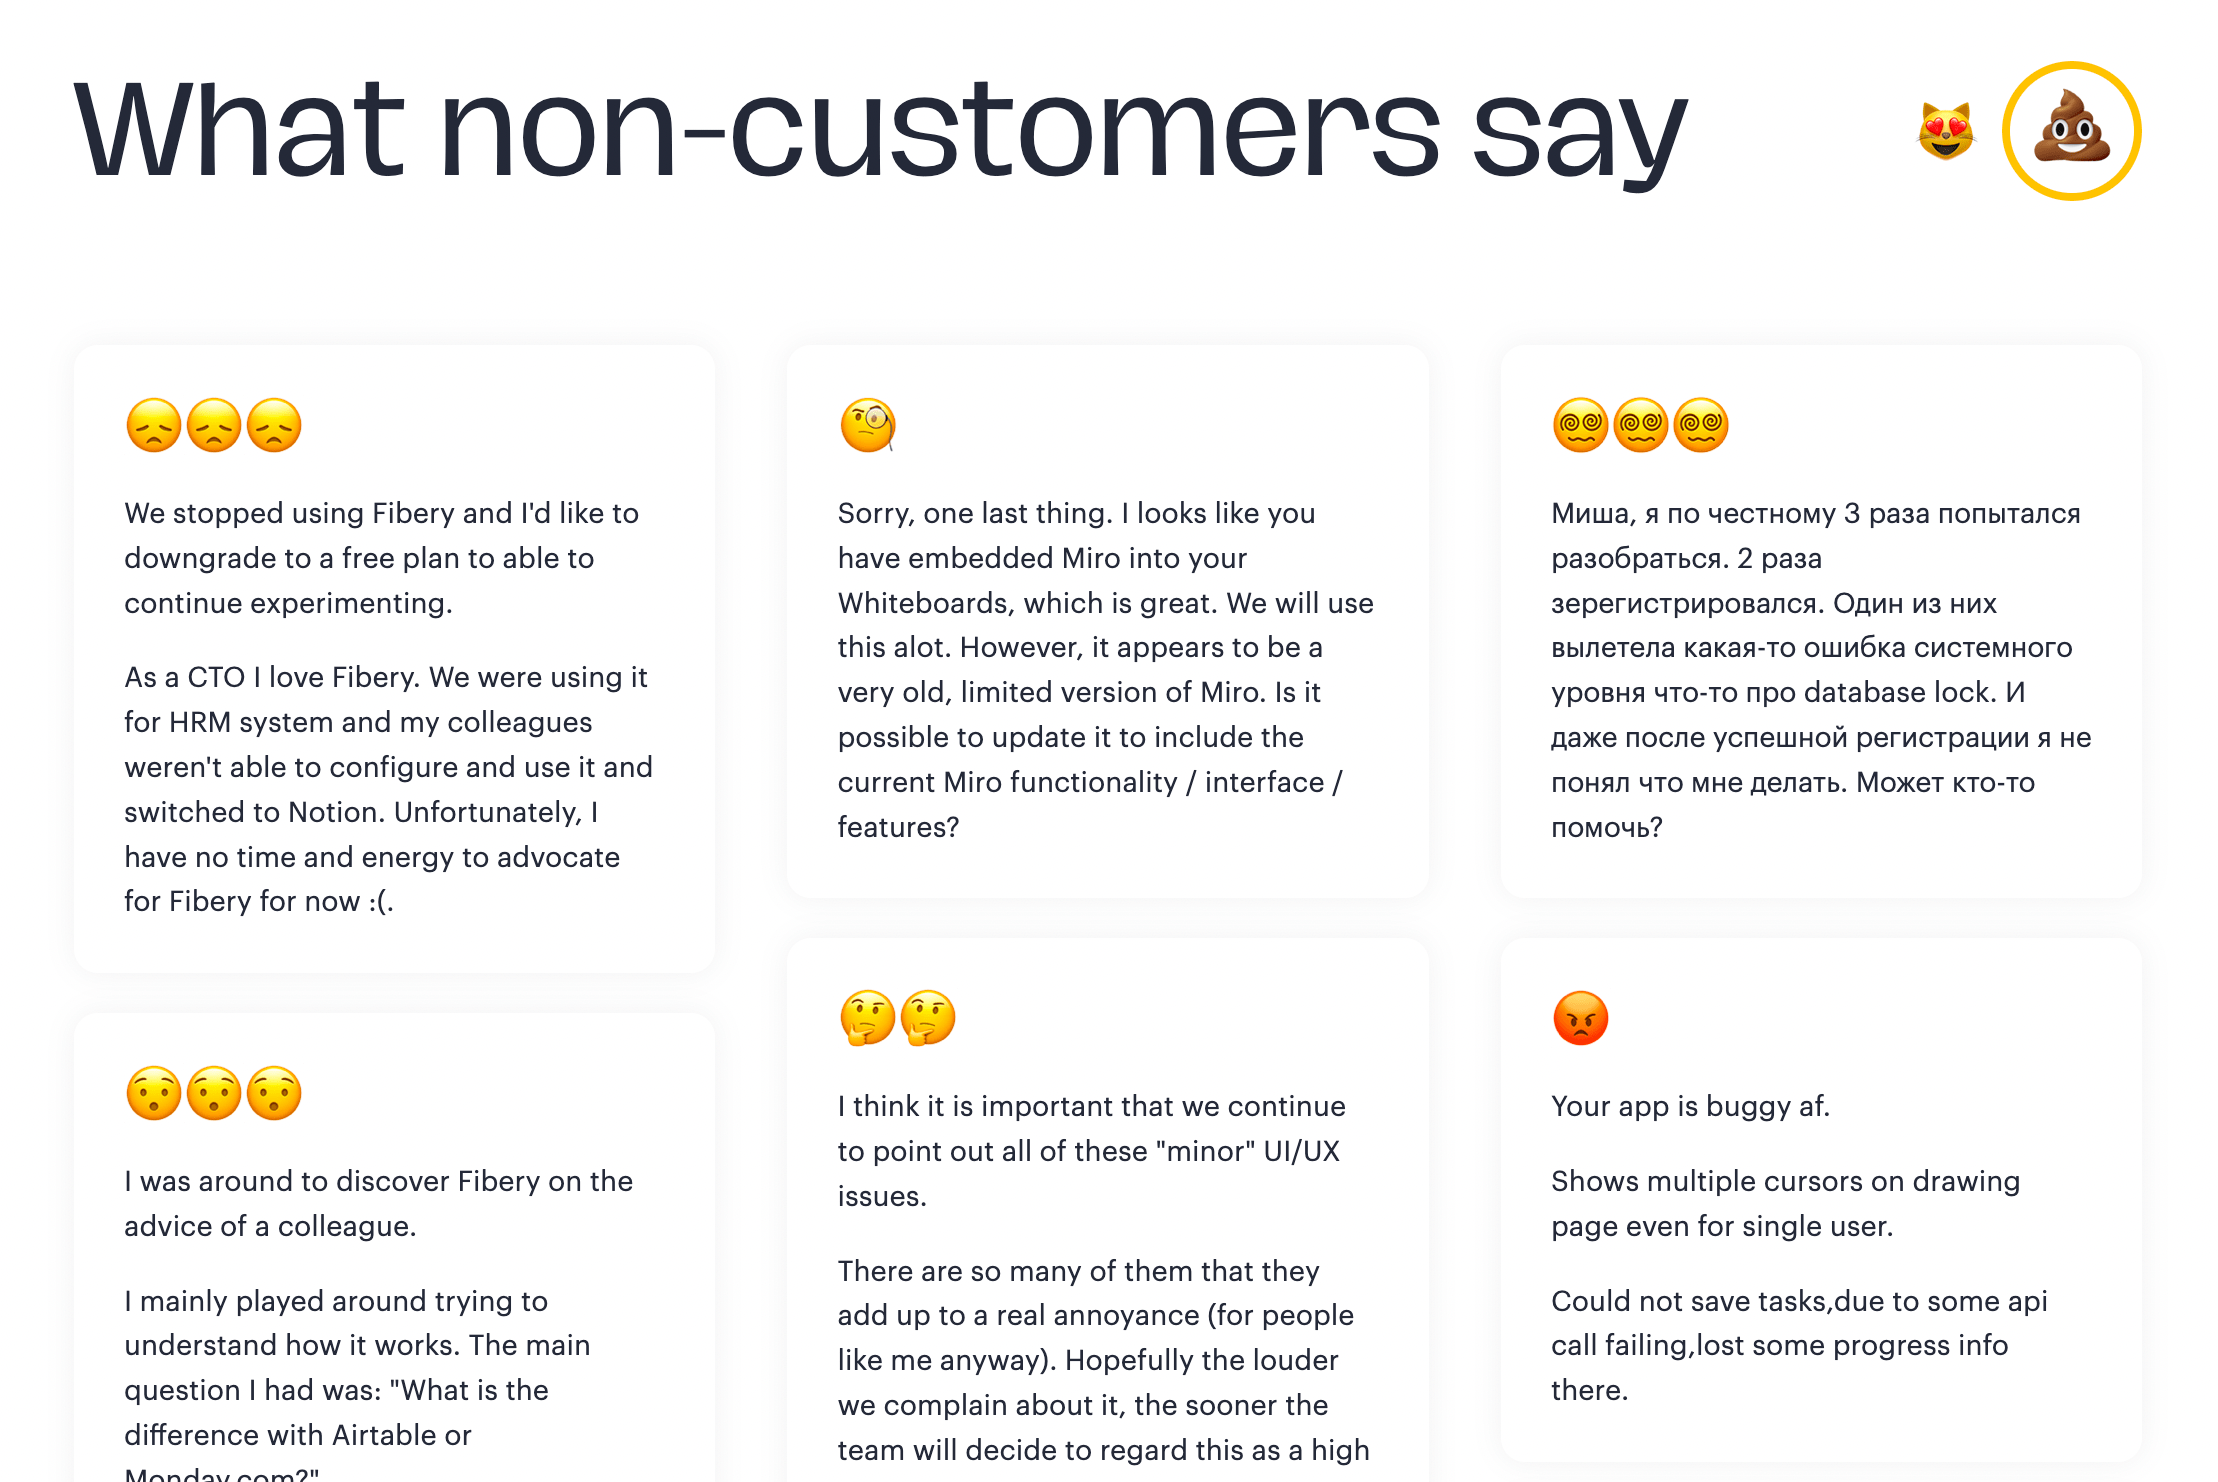 What non-customers say
We stopped using Fibery and I'd like to
downgrade to a free plan to able to
continue experimenting.
As a CTO I love Fibery. We were using it
for HRM system and my colleagues
weren't able to configure and use it and
switched to Notion. Unfortunately, I
have no time and energy to advocate
for Fibery for now :(.
I was around to discover Fibery on the
advice of a colleague.
I mainly played around trying to
understand how it works. The main
question I had was: "What is the
difference with Airtable or
Monday.com?"
Sorry, one last thing. I looks like you
have embedded Miro into your
Whiteboards, which is great. We will use
this alot. However, it appears to be a
very old, limited version of Miro. Is it
possible to update it to include the
current Miro functionality / interface /
features?
I think it is important that we continue
to point out all of these "minor" UI/UX
issues.
There are so many of them that they
add up to a real annoyance (for people
like me anyway). Hopefully the louder
we complain about it, the sooner the
team will decide to regard this as a high
Миша, я по честному 3 раза попытался
разобраться. 2 раза
зерегистрировался. Один из них
вылетела какая-то ошибка системного
уровня что-то про database lock. И
даже после успешной регистрации я не
понял что мне делать. Может кто-то
помочь?
Your app is buggy af.
Shows multiple cursors on drawing
page even for single user.
Could not save tasks,due to some api
call failing,lost some progress info
there.